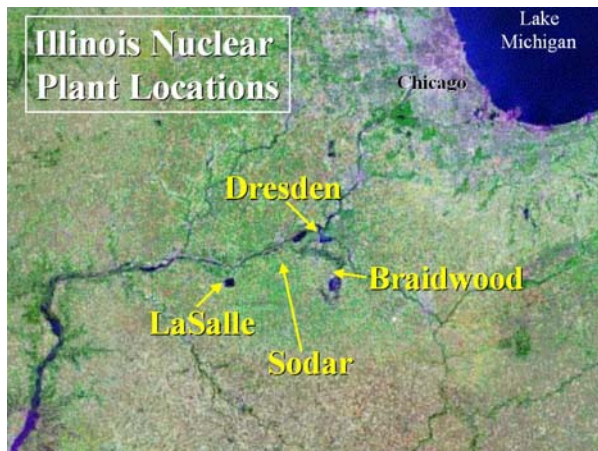 Illinois Nuclear
Plant Locations
Lake
Michigan
Chicago
Dresden
Braidwood
LaSalle
Sodar